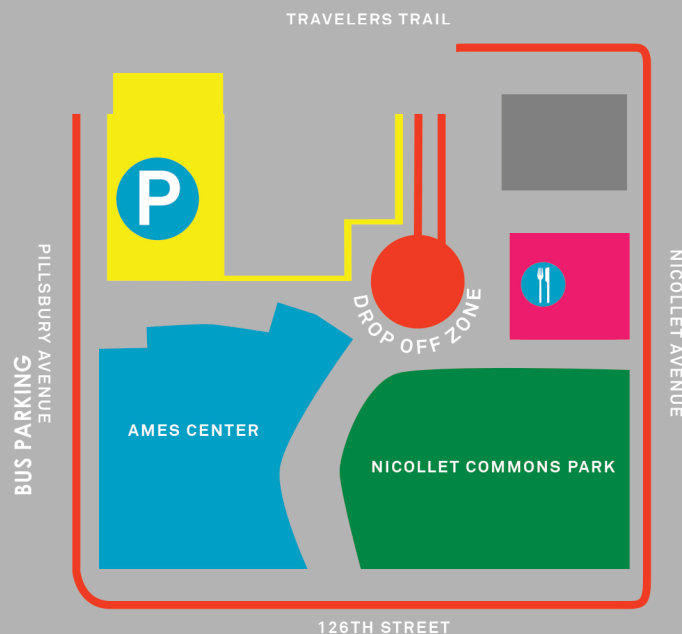 TRAVELERS TRAIL
P
PILLSBURY AVENUE
BUS PARKING
DROP OFF ZONE
NICOLLET AVENUE
AMES CENTER
NICOLLET COMMONS PARK
126TH STREET